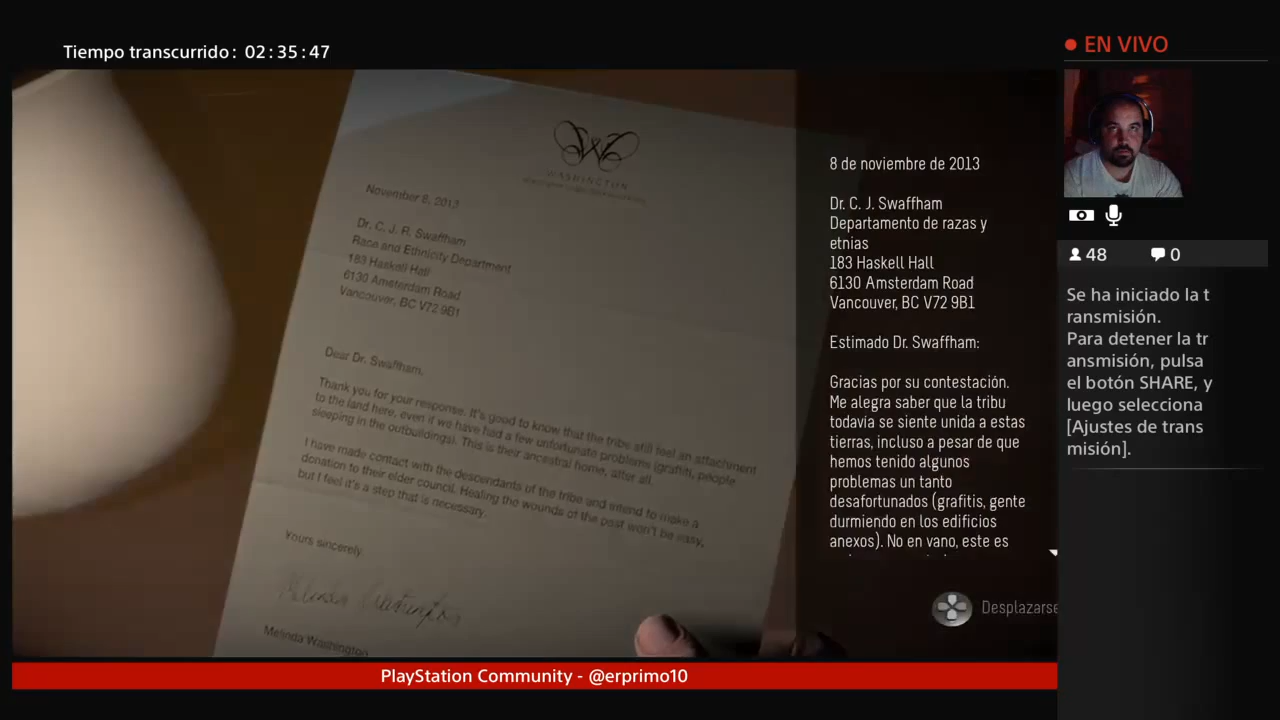 Tiempo transcurrido: 02:35:47
EN VIVO
48
0
Se ha iniciado la t
ransmisión.
Para detener la tr
ansmisión, pulsa
el botón SHARE, y
luego selecciona
[Ajustes de trans
misión].
W
WASHINGTON
November 8, 2013
Dr. C. J. R. Swaffham
Race and Ethnicity Department
183 Haskell Hall
6130 Amsterdam Road
Vancouver, BC V72 9B1
Dear Dr. Swaffham,
Thank you for your response. It's good to know that the tribe still feel an attachment
to the land here, even if we have had a few unfortunate problems (graffiti, people
sleeping in the outbuildings). This is their ancestral home, after all.
I have made contact with the descendants of the tribe and intend to make a
donation to their elder council. Healing the wounds of the past won't be easy,
but I feel it's a step that is necessary.
Yours sincerely
Melinda Washington
Melinda Washington
8 de noviembre de 2013
Dr. C. J. Swaffham
Departamento de razas y
etnias
183 Haskell Hall
6130 Amsterdam Road
Vancouver, BC V72 9B1
Estimado Dr. Swaffham:
Gracias por su contestación.
Me alegra saber que la tribu
todavía se siente unida a estas
tierras, incluso a pesar de que
hemos tenido algunos
problemas un tanto
desafortunados (grafitis, gente
durmiendo en los edificios
anexos). No en vano, este es
Desplazarse
PlayStation Community - @erprimo10